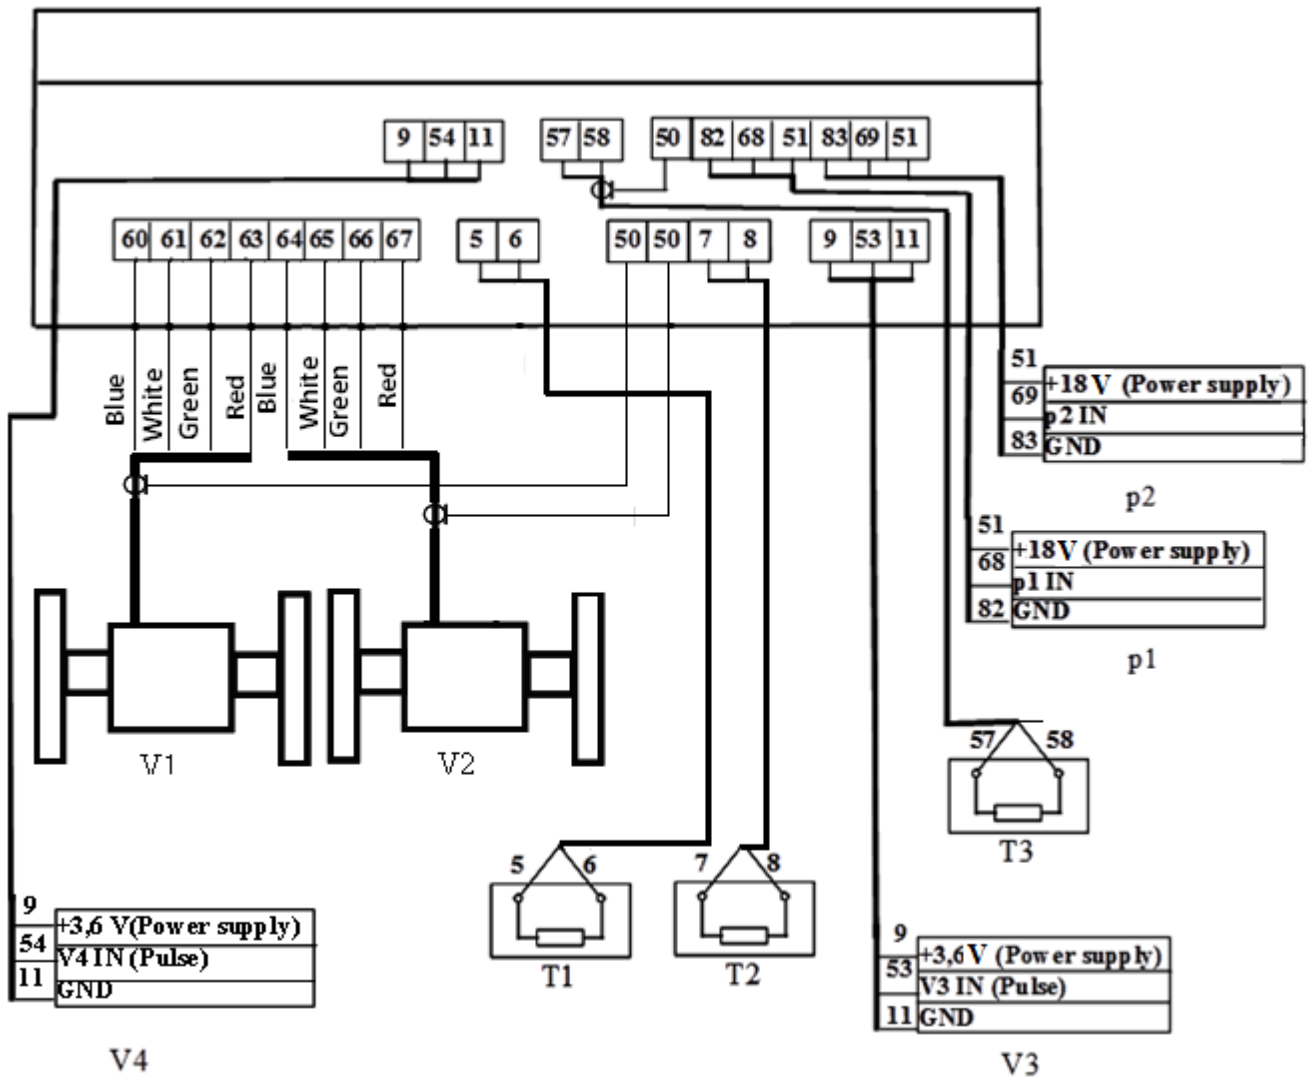 9 54 11
57 58
50 82 68 51 83 69 51
60 61 62 63 64 65 66 67
5 6
50 50 7 8
9 53 11
Blue
White
Green
Red
Blue
White
Green
Red
51
+18V (Power supply)
69
p2 IN
83
GND
p2
51
+18V (Power supply)
68
p1 IN
82
GND
p1
V1
V2
57 58
T3
5 6
T1
7 8
T2
9
+3,6 V(Power supply)
54
V4 IN (Pulse)
11
GND
V4
9
+3,6V (Power supply)
53
V3 IN (Pulse)
11
GND
V3